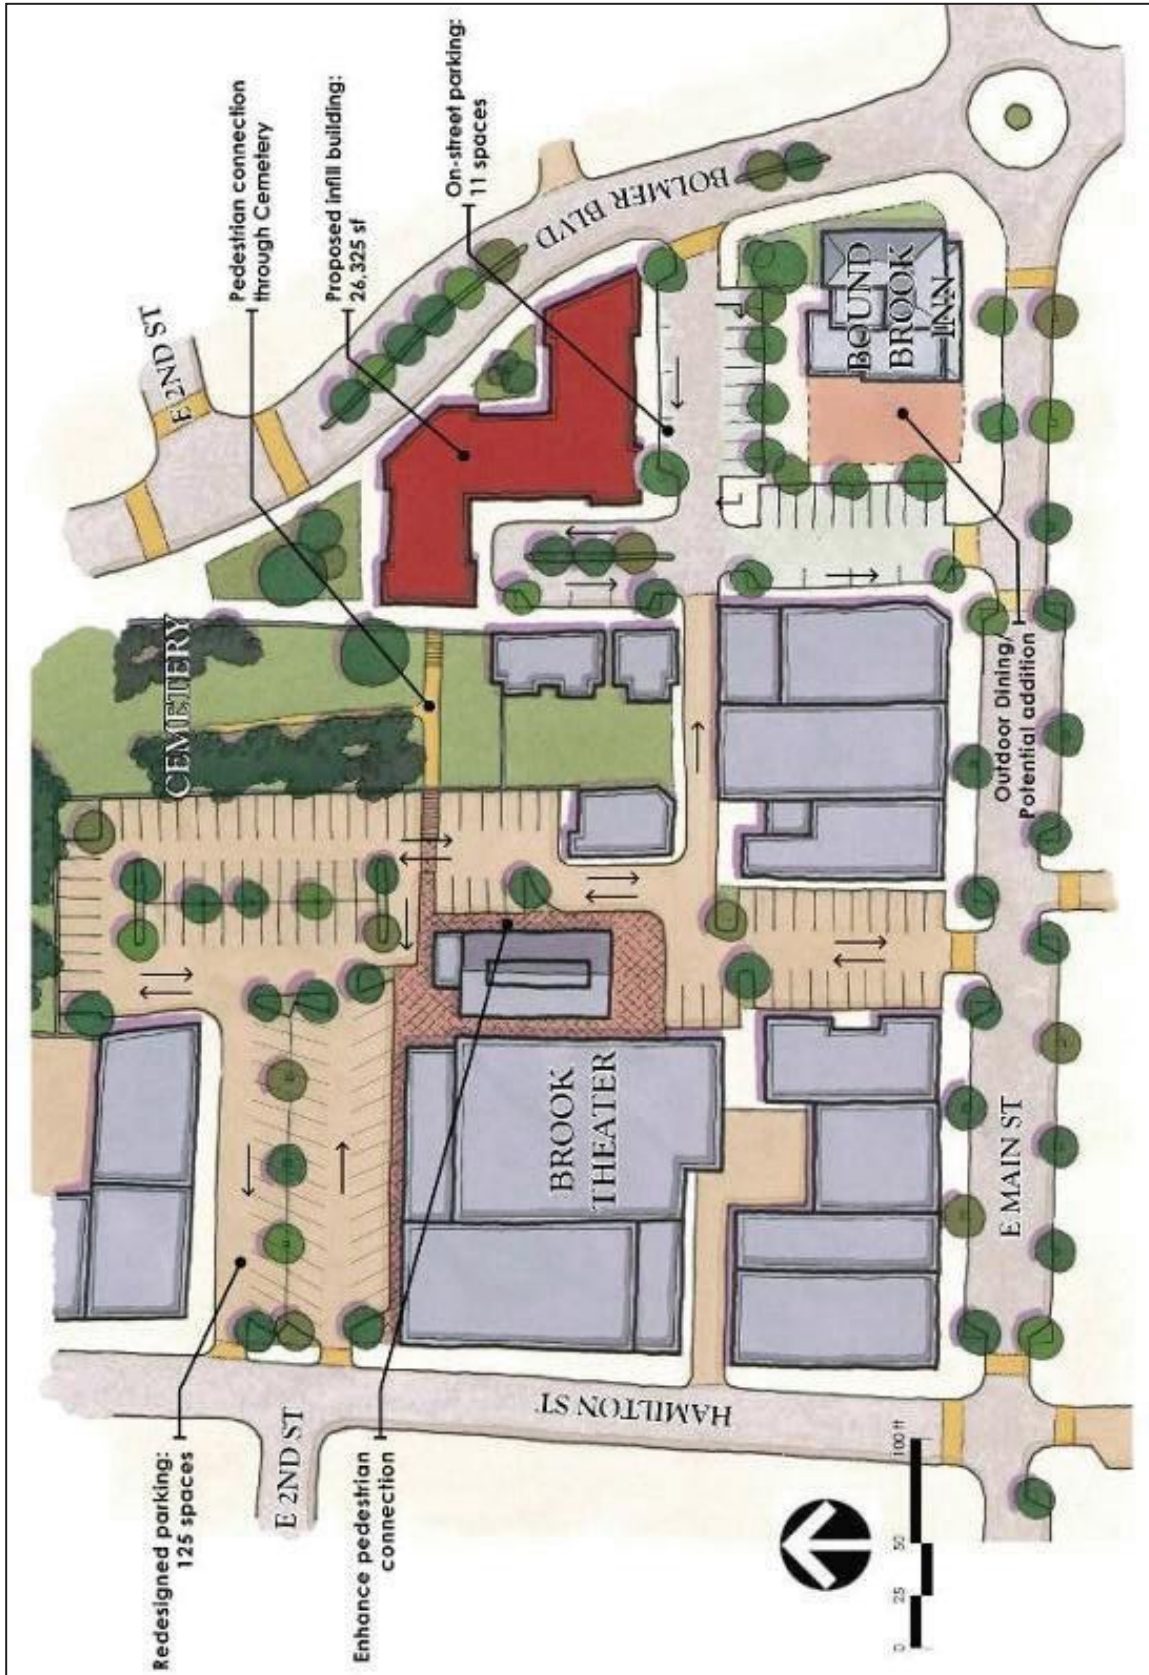 Redesigned parking:
125 spaces
Enhance pedestrian
connection
E 2ND ST
HAMILTON ST
BROOK
THEATER
E MAIN ST
CEMETERY
Outdoor Dining/
Potential addition
E 2ND ST
Pedestrian connection
through Cemetery
Proposed infill building:
26,325 sf
On-street parking:
11 spaces
BOLMER BLVD
BOUND
BROOK
INN
0 25 50 100 ft